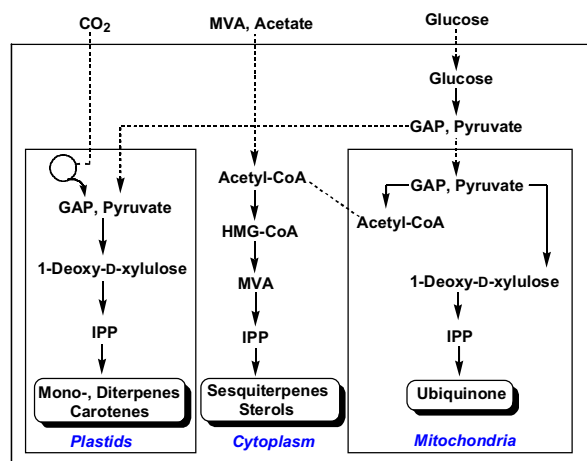 CO2
MVA, Acetate
Glucose
Glucose
GAP, Pyruvate
GAP, Pyruvate
1-Deoxy-D-xylulose
IPP
Mono-, Diterpenes
Carotenes
Plastids
Acetyl-CoA
HMG-CoA
MVA
IPP
Sesquiterpenes
Sterols
Cytoplasm
GAP, Pyruvate
Acetyl-CoA
1-Deoxy-D-xylulose
IPP
Ubiquinone
Mitochondria